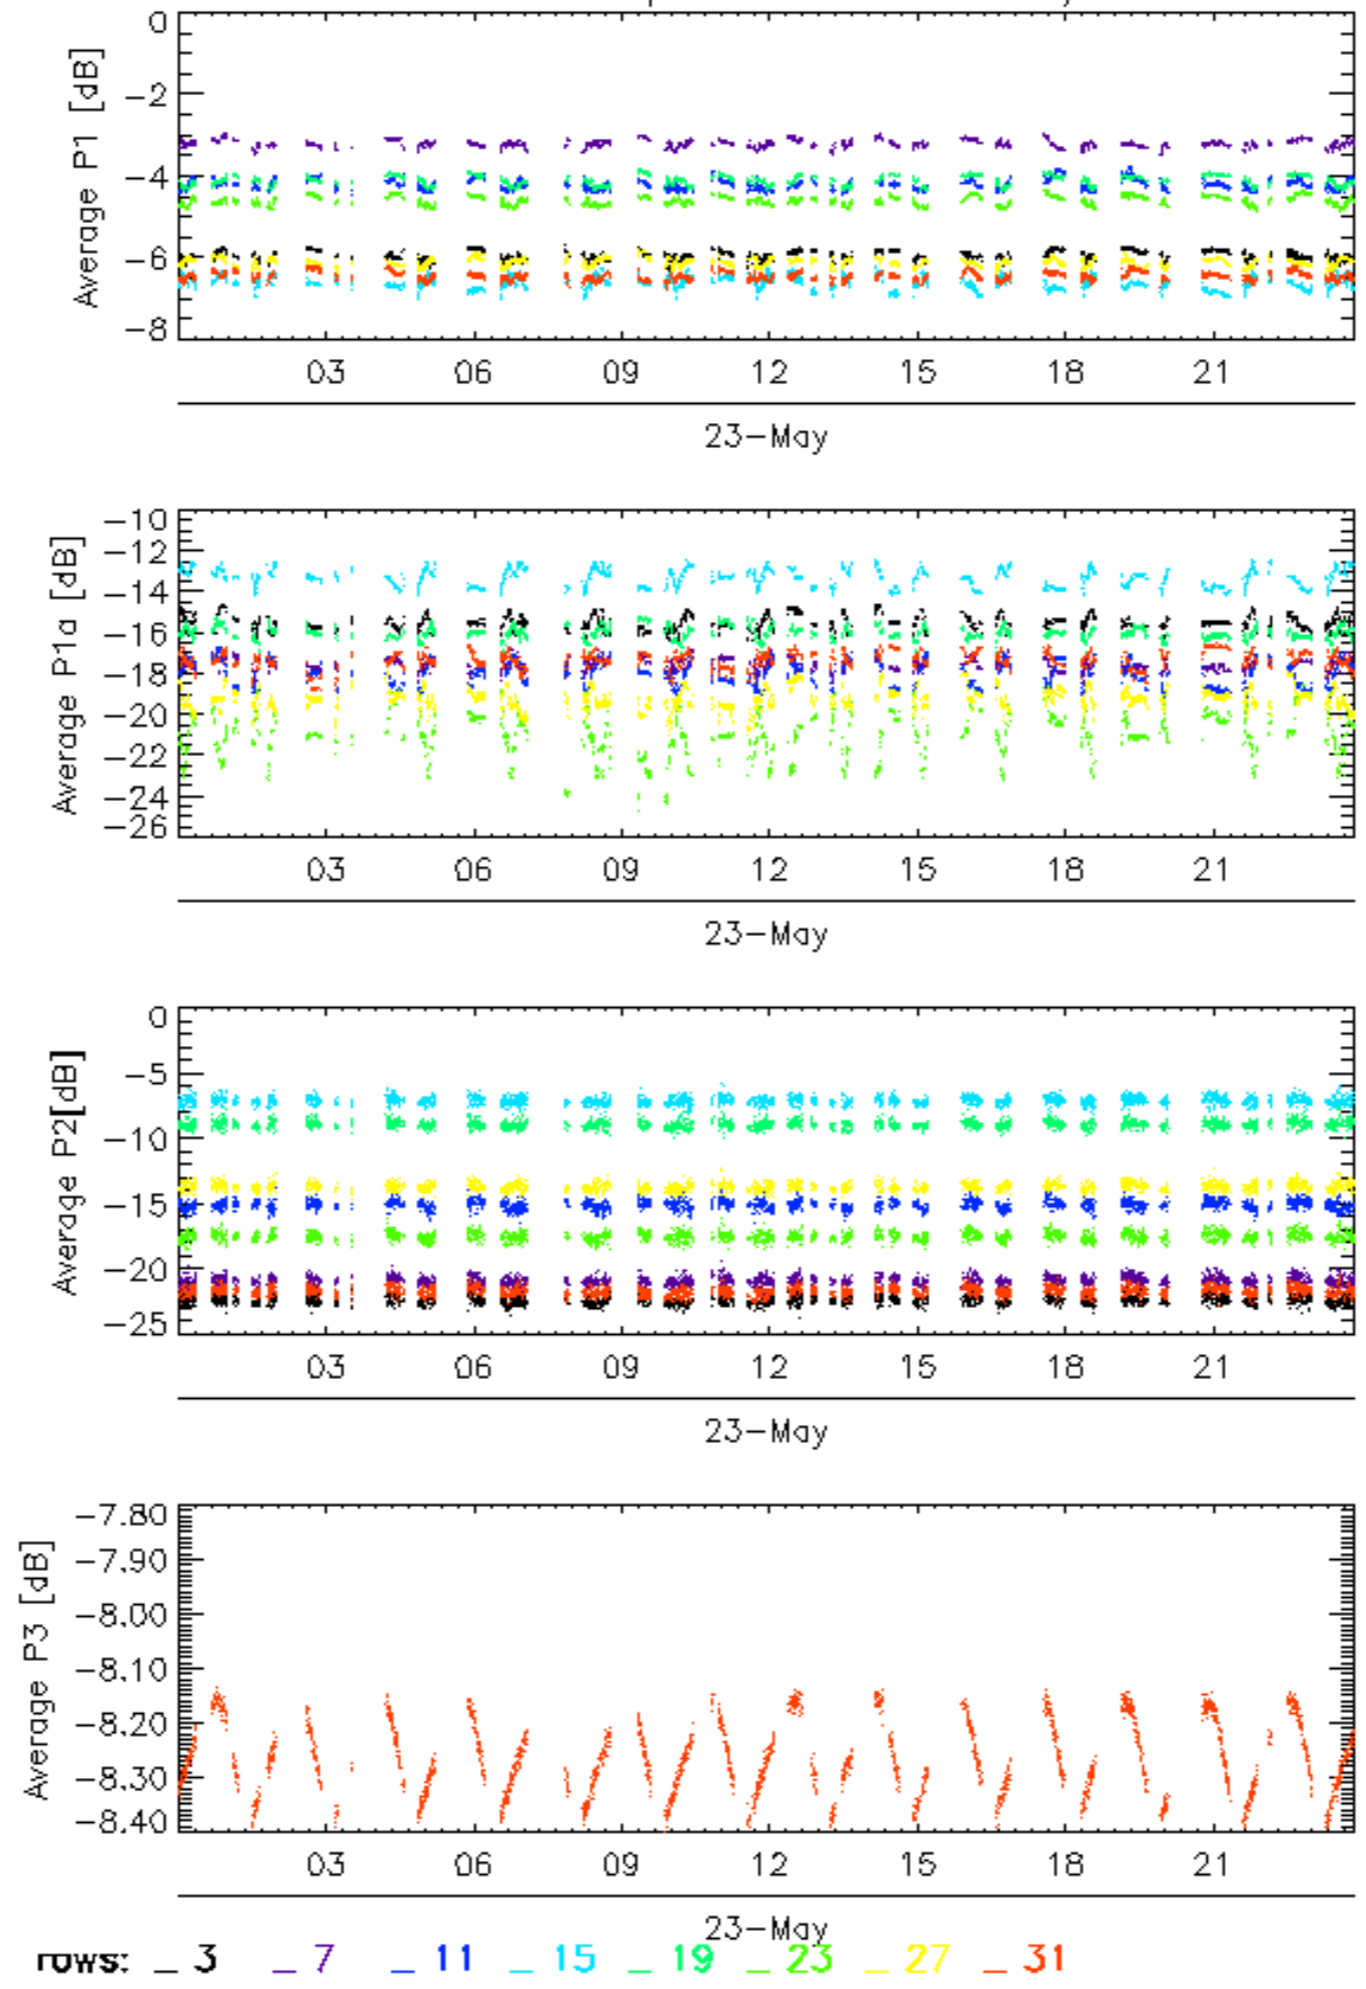 0
-2
-4
-6
-8
Average P1 [dB]
03 06 09 12 15 18 21
23-May
-10
-12
-14
-16
-18
-20
-22
-24
-26
Average P1a [dB]
03 06 09 12 15 18 21
23-May
0
-5
-10
-15
-20
-25
Average P2[dB]
03 06 09 12 15 18 21
23-May
-7.80
-7.90
-8.00
-8.10
-8.20
-8.30
-8.40
Average P3 [dB]
03 06 09 12 15 18 21
23-May
rows: _ 3 _ 7 _ 11 _ 15 _ 19 _ 23 _ 27 _ 31